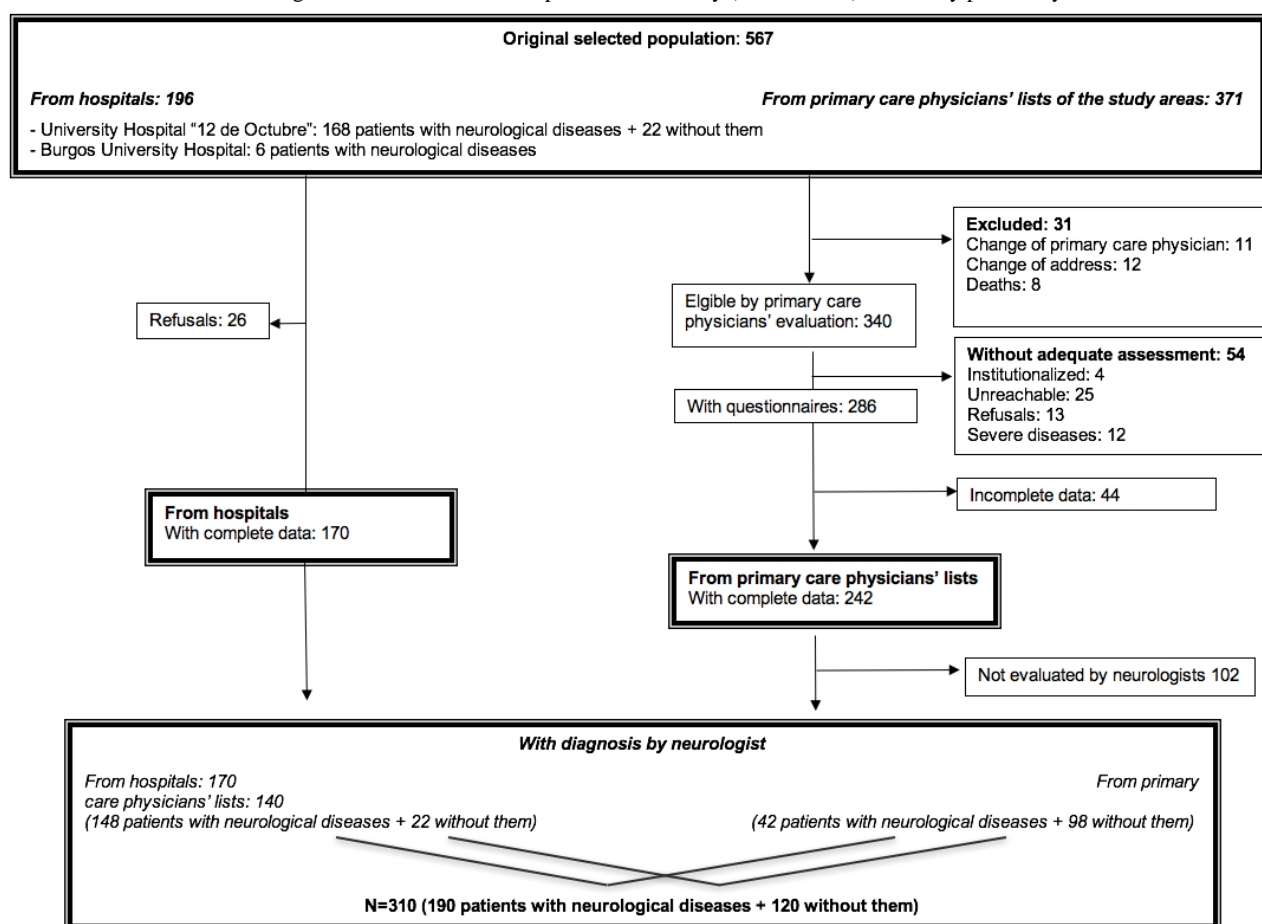 Original selected population: 567
From hospitals: 196
From primary care physicians' lists of the study areas: 371
- University Hospital "12 de Octubre": 168 patients with neurological diseases + 22 without them
- Burgos University Hospital: 6 patients with neurological diseases
Excluded: 31
Change of primary care physician: 11
Change of address: 12
Deaths: 8
Refusals: 26
Elgible by primary care
physicians' evaluation: 340
Without adequate assessment: 54
Institutionalized: 4
Unreachable: 25
Refusals: 13
Severe diseases: 12
With questionnaires: 286
Incomplete data: 44
From hospitals
With complete data: 170
From primary care physicians' lists
With complete data: 242
Not evaluated by neurologists 102
With diagnosis by neurologist
From hospitals: 170
From primary
care physicians' lists: 140
(148 patients with neurological diseases + 22 without them)
(42 patients with neurological diseases + 98 without them)
N=310 (190 patients with neurological diseases + 120 without them)